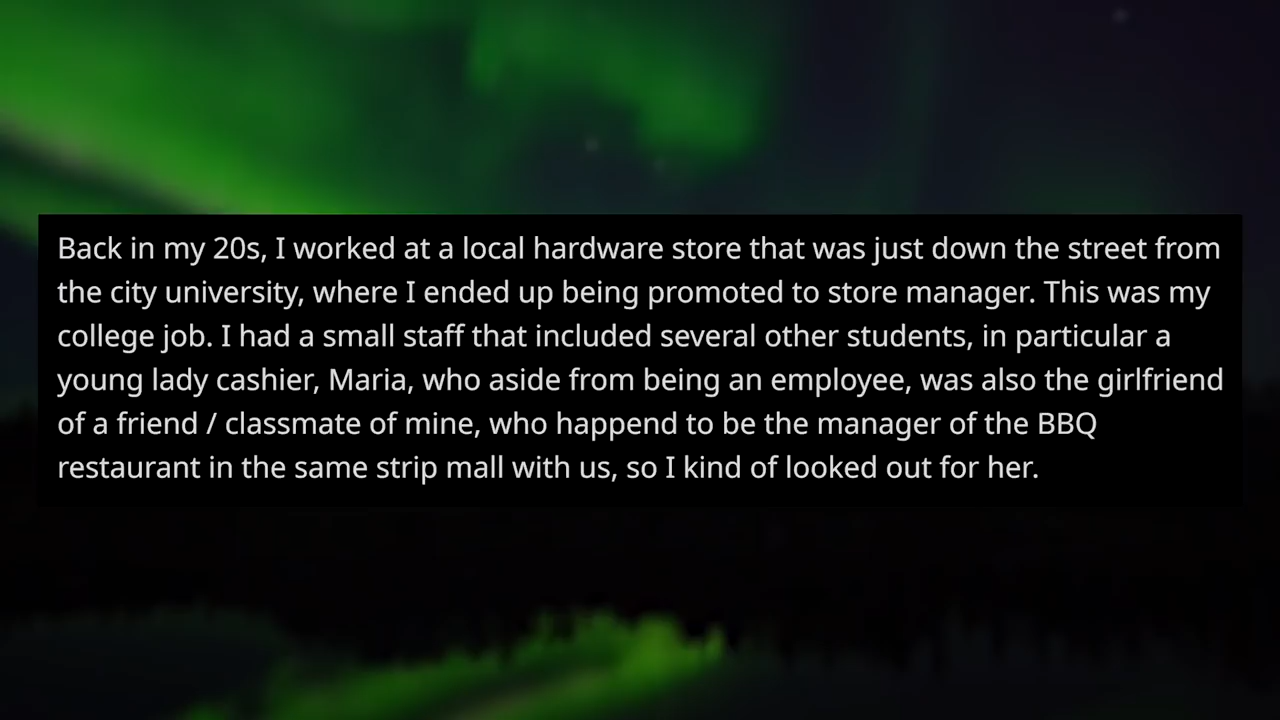 Back in my 20s, I worked at a local hardware store that was just down the street from
the city university, where I ended up being promoted to store manager. This was my
college job. I had a small staff that included several other students, in particular a
young lady cashier, Maria, who aside from being an employee, was also the girlfriend
of a friend / classmate of mine, who happend to be the manager of the BBQ
restaurant in the same strip mall with us, so I kind of looked out for her.